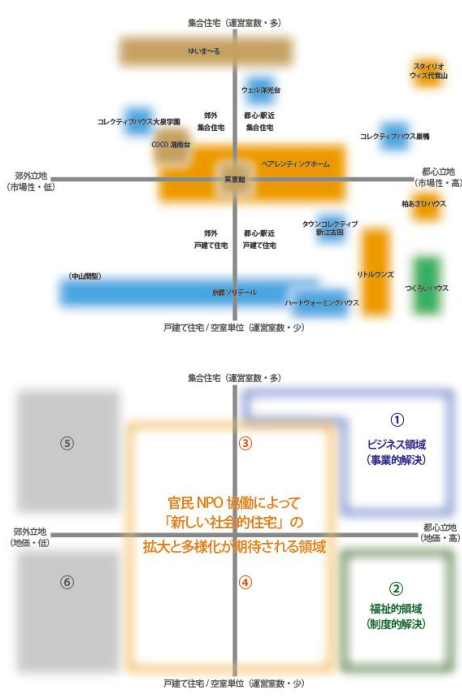 集合住宅（運営室数・多）
ゆいま～る
スタイリオ
ウィズ代官山
ウェル洋光台
コレクティブハウス大泉学園
郊外
集合住宅
都心・駅近
集合住宅
コレクティブハウス巣鴨
COCO 湘南台
ペアレンティングホーム
郊外立地
（市場性・低）
笑恵館
都心立地
（市場性・高）
柏あさひハウス
タウンコレクティブ
新江古田
郊外
戸建て住宅
都心・駅近
戸建て住宅
（中山間型）
リトルワンズ
つくろいハウス
京都ソリデール
ハートウォーミングハウス
戸建て住宅 / 空室単位（運営室数・少）
集合住宅（運営室数・多）
①
ビジネス領域
（事業的解決）
⑤
③
官民 NPO 協働によって
「新しい社会的住宅」の
拡大と多様化が期待される領域
郊外立地
（地価・低）
都心立地
（地価・高）
⑥
④
②
福祉的領域
（制度的解決）
戸建て住宅 / 空室単位（運営室数・少）